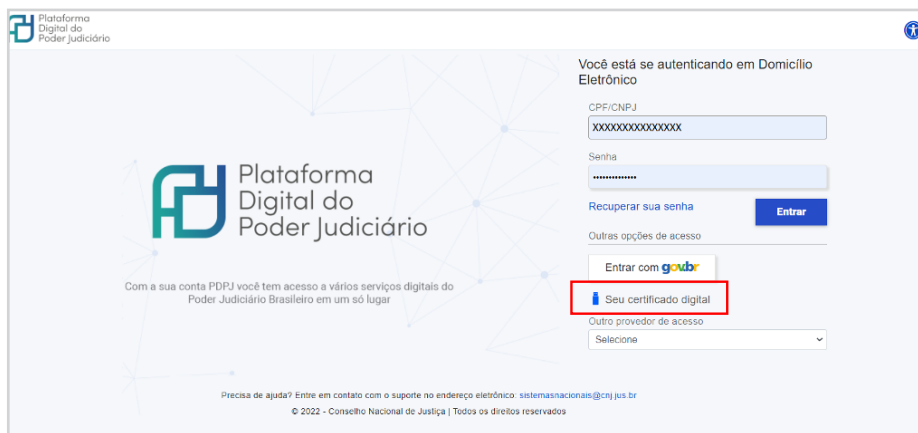 Plataforma
Digital do
Poder Judiciário
Você está se autenticando em Domicílio
Eletrônico
CPF/CNPJ
XXXXXXXXXXXXXXX
Senha
••••••••••••••
Recuperar sua senha
Entrar
Outras opções de acesso
Entrar com gov.br
Seu certificado digital
Outro provedor de acesso
Selecione
Plataforma
Digital do
Poder Judiciário
Com a sua conta PDPJ você tem acesso a vários serviços digitais do
Poder Judiciário Brasileiro em um só lugar
Precisa de ajuda? Entre em contato com o suporte no endereço eletrônico: sistemasnacionais@cnj.jus.br
© 2022 - Conselho Nacional de Justiça | Todos os direitos reservados